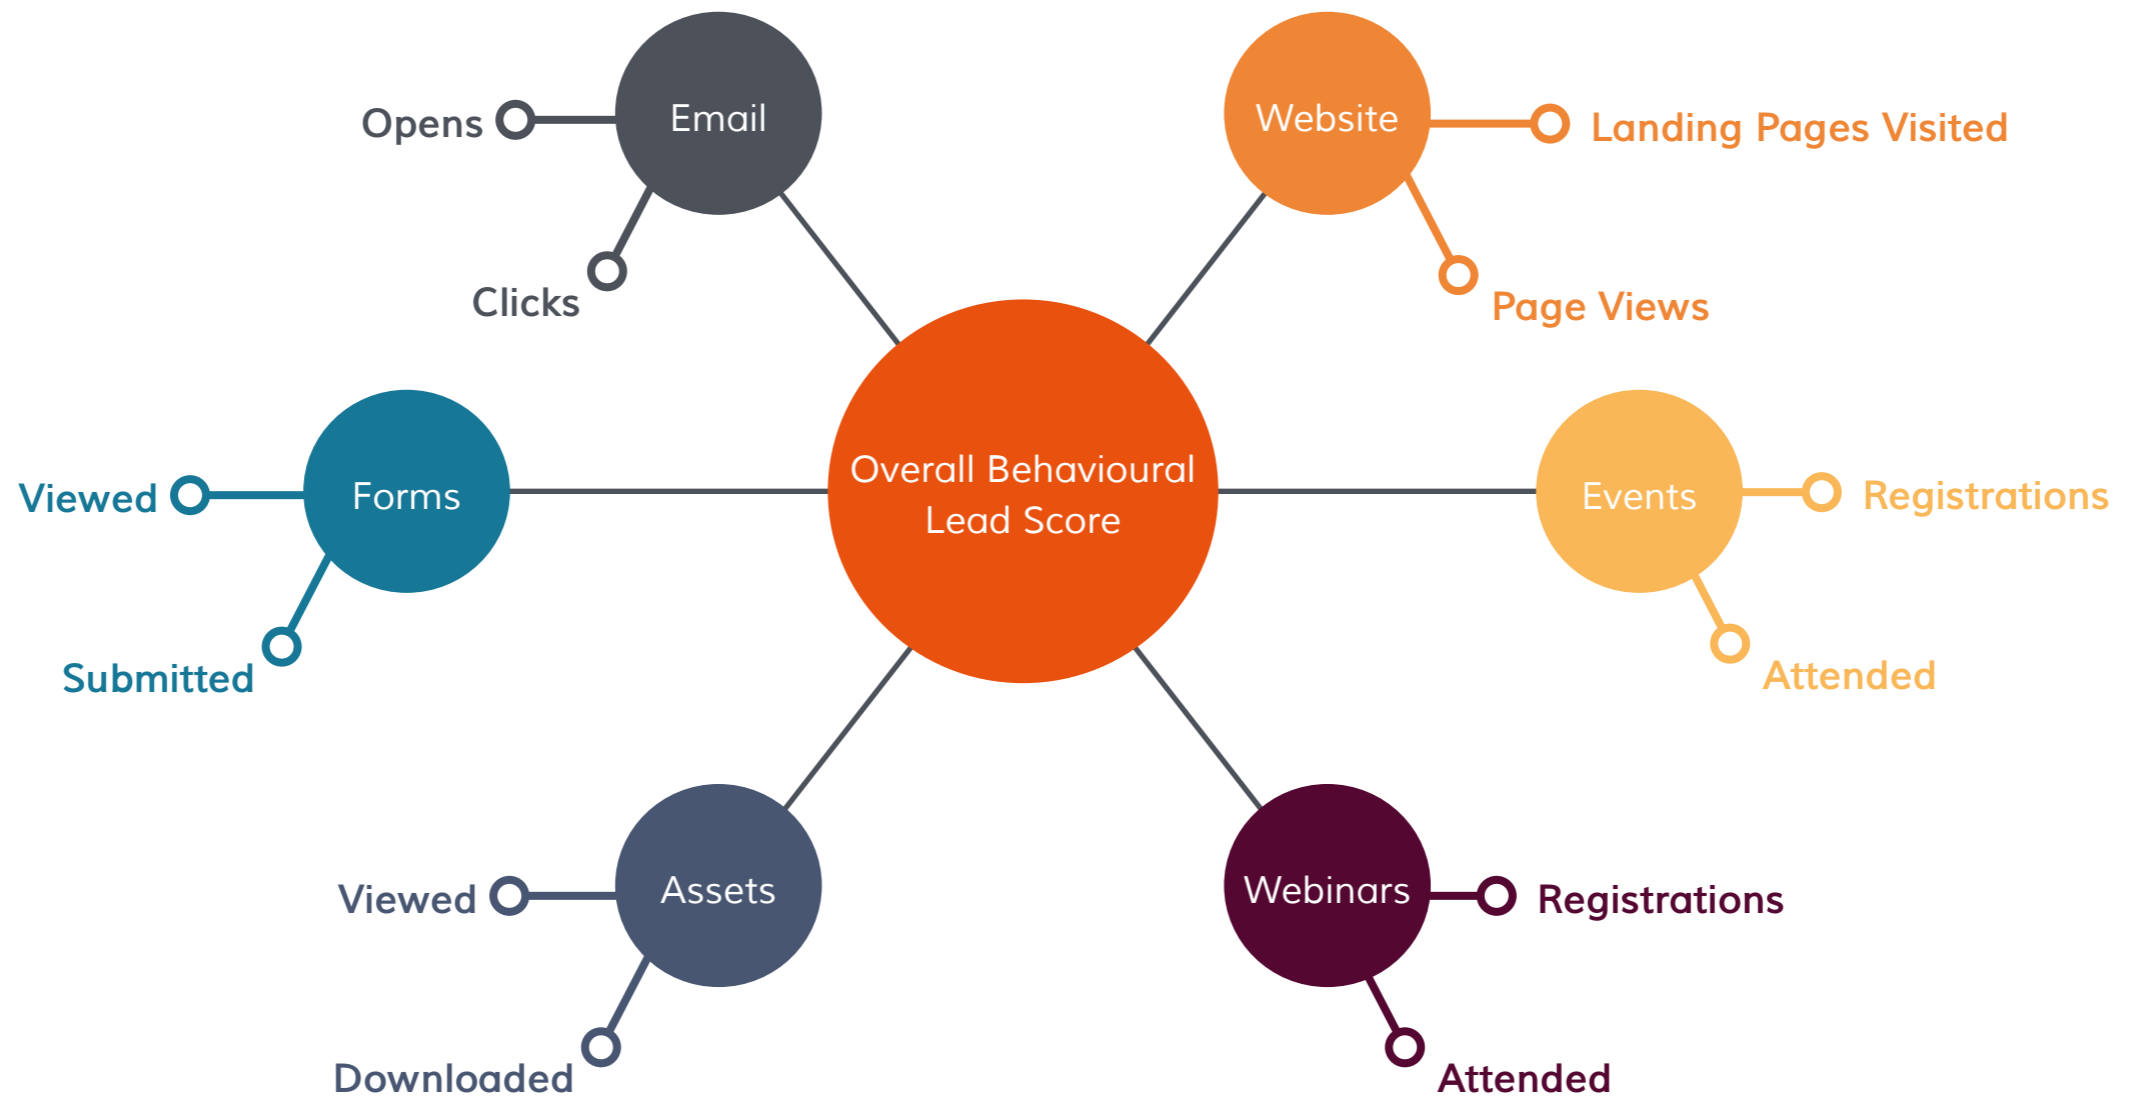 Email
Opens
Clicks
Website
Landing Pages Visited
Page Views
Overall Behavioural
Lead Score
Forms
Viewed
Submitted
Events
Registrations
Attended
Assets
Viewed
Downloaded
Webinars
Registrations
Attended